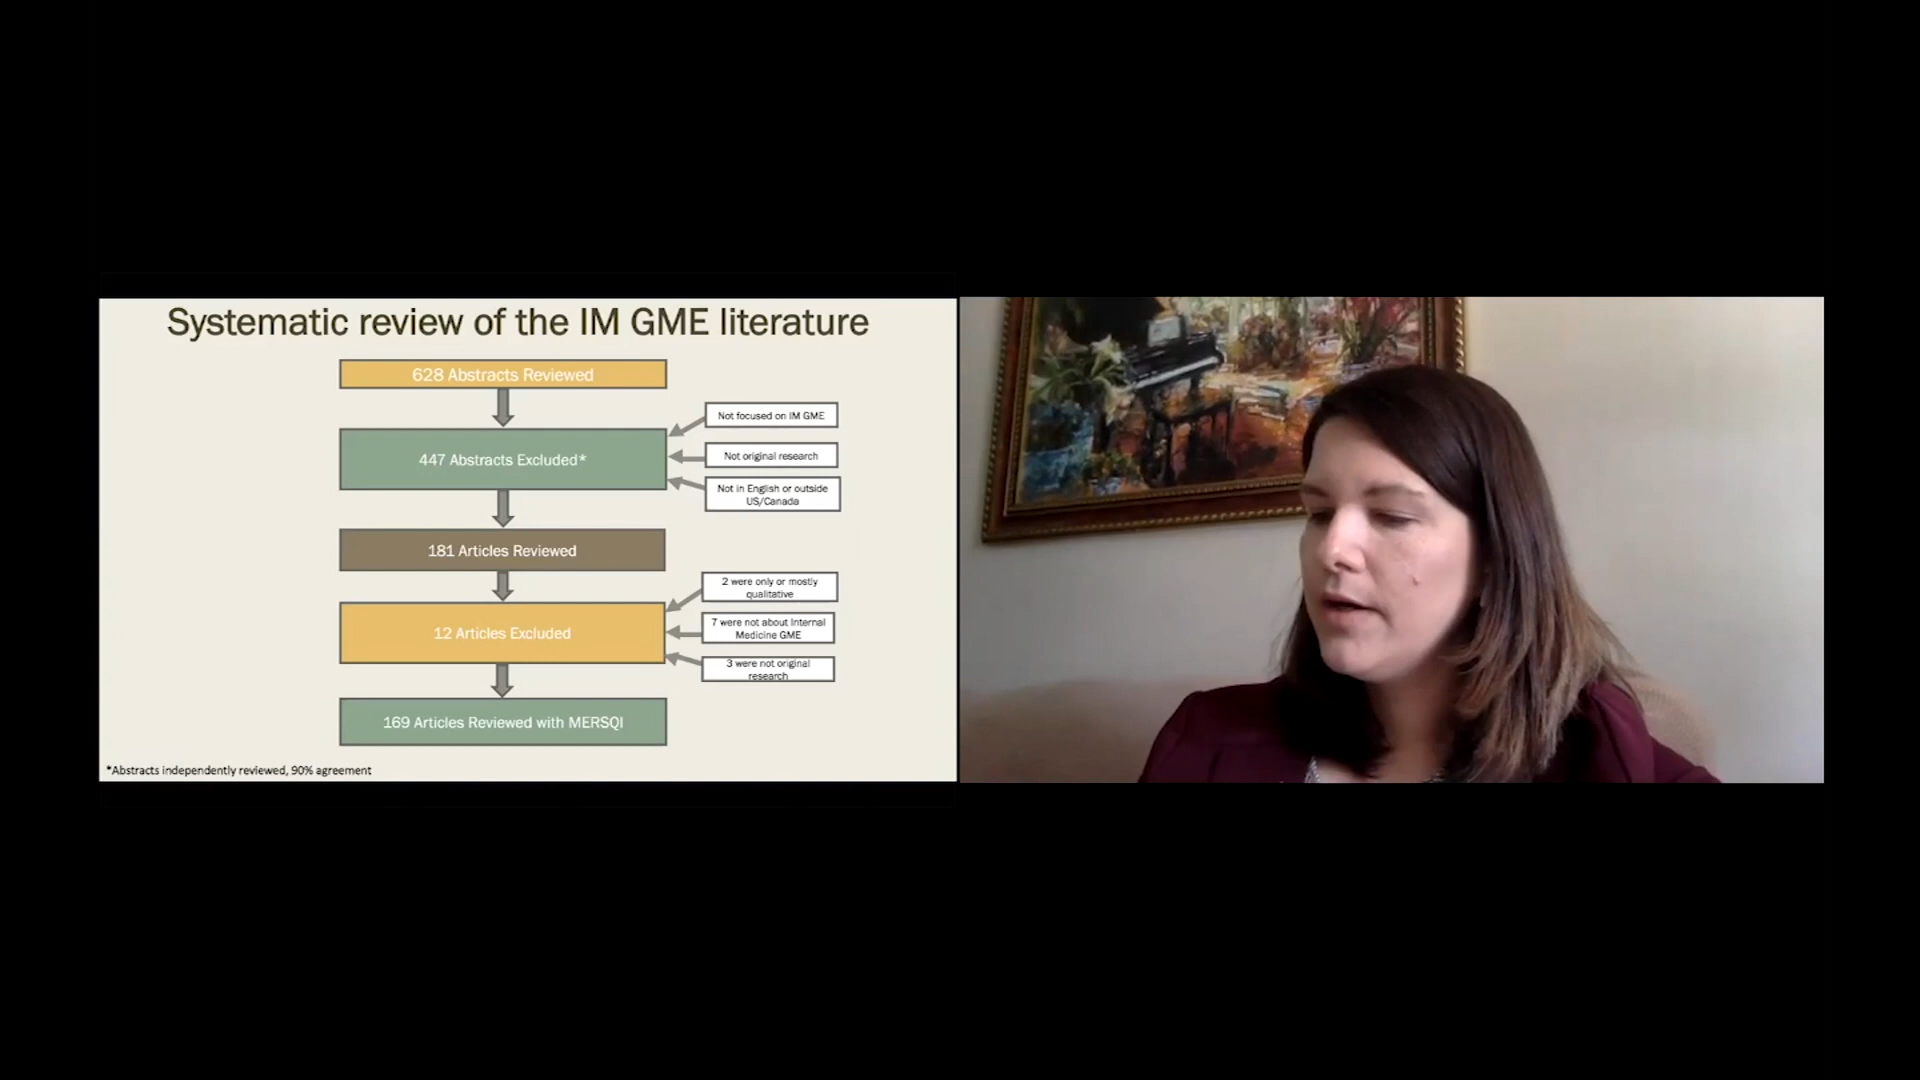 Systematic review of the IM GME literature
628 Abstracts Reviewed
447 Abstracts Excluded*
Not focused on IM GME
Not original research
Not in English or outside
US/Canada
181 Articles Reviewed
12 Articles Excluded
2 were only or mostly
qualitative
7 were not about Internal
Medicine GME
3 were not original
research
169 Articles Reviewed with MERSQI
*Abstracts independently reviewed, 90% agreement